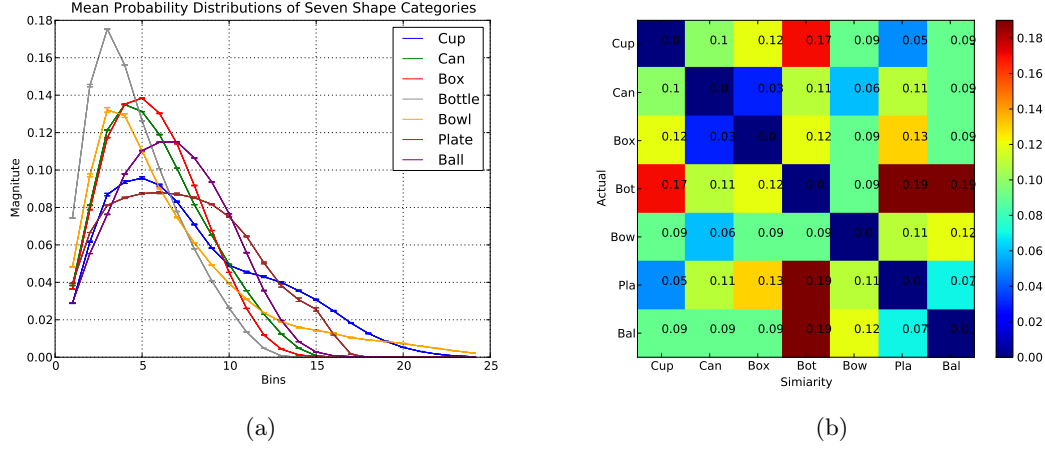 Mean Probability Distributions of Seven Shape Categories
Magnitute
0.18
0.16
0.14
0.12
0.10
0.08
0.06
0.04
0.02
0.00
0 5 10 15 20 25
Bins
Cup
Can
Box
Bottle
Bowl
Plate
Ball
(a)
Actual
Cup 0.0 0.1 0.12 0.17 0.09 0.05 0.09
Can 0.1 0.0 0.03 0.11 0.06 0.11 0.09
Box 0.12 0.03 0.0 0.12 0.09 0.13 0.09
Bot 0.17 0.11 0.12 0.0 0.09 0.19 0.19
Bow 0.09 0.06 0.09 0.09 0.0 0.11 0.12
Pla 0.05 0.11 0.13 0.19 0.11 0.0 0.07
Bal 0.09 0.09 0.09 0.19 0.12 0.07 0.0
Cup Can Box Bot Bow Pla Bal
Simiarity
0.18
0.16
0.14
0.12
0.10
0.08
0.06
0.04
0.02
0.00
(b)